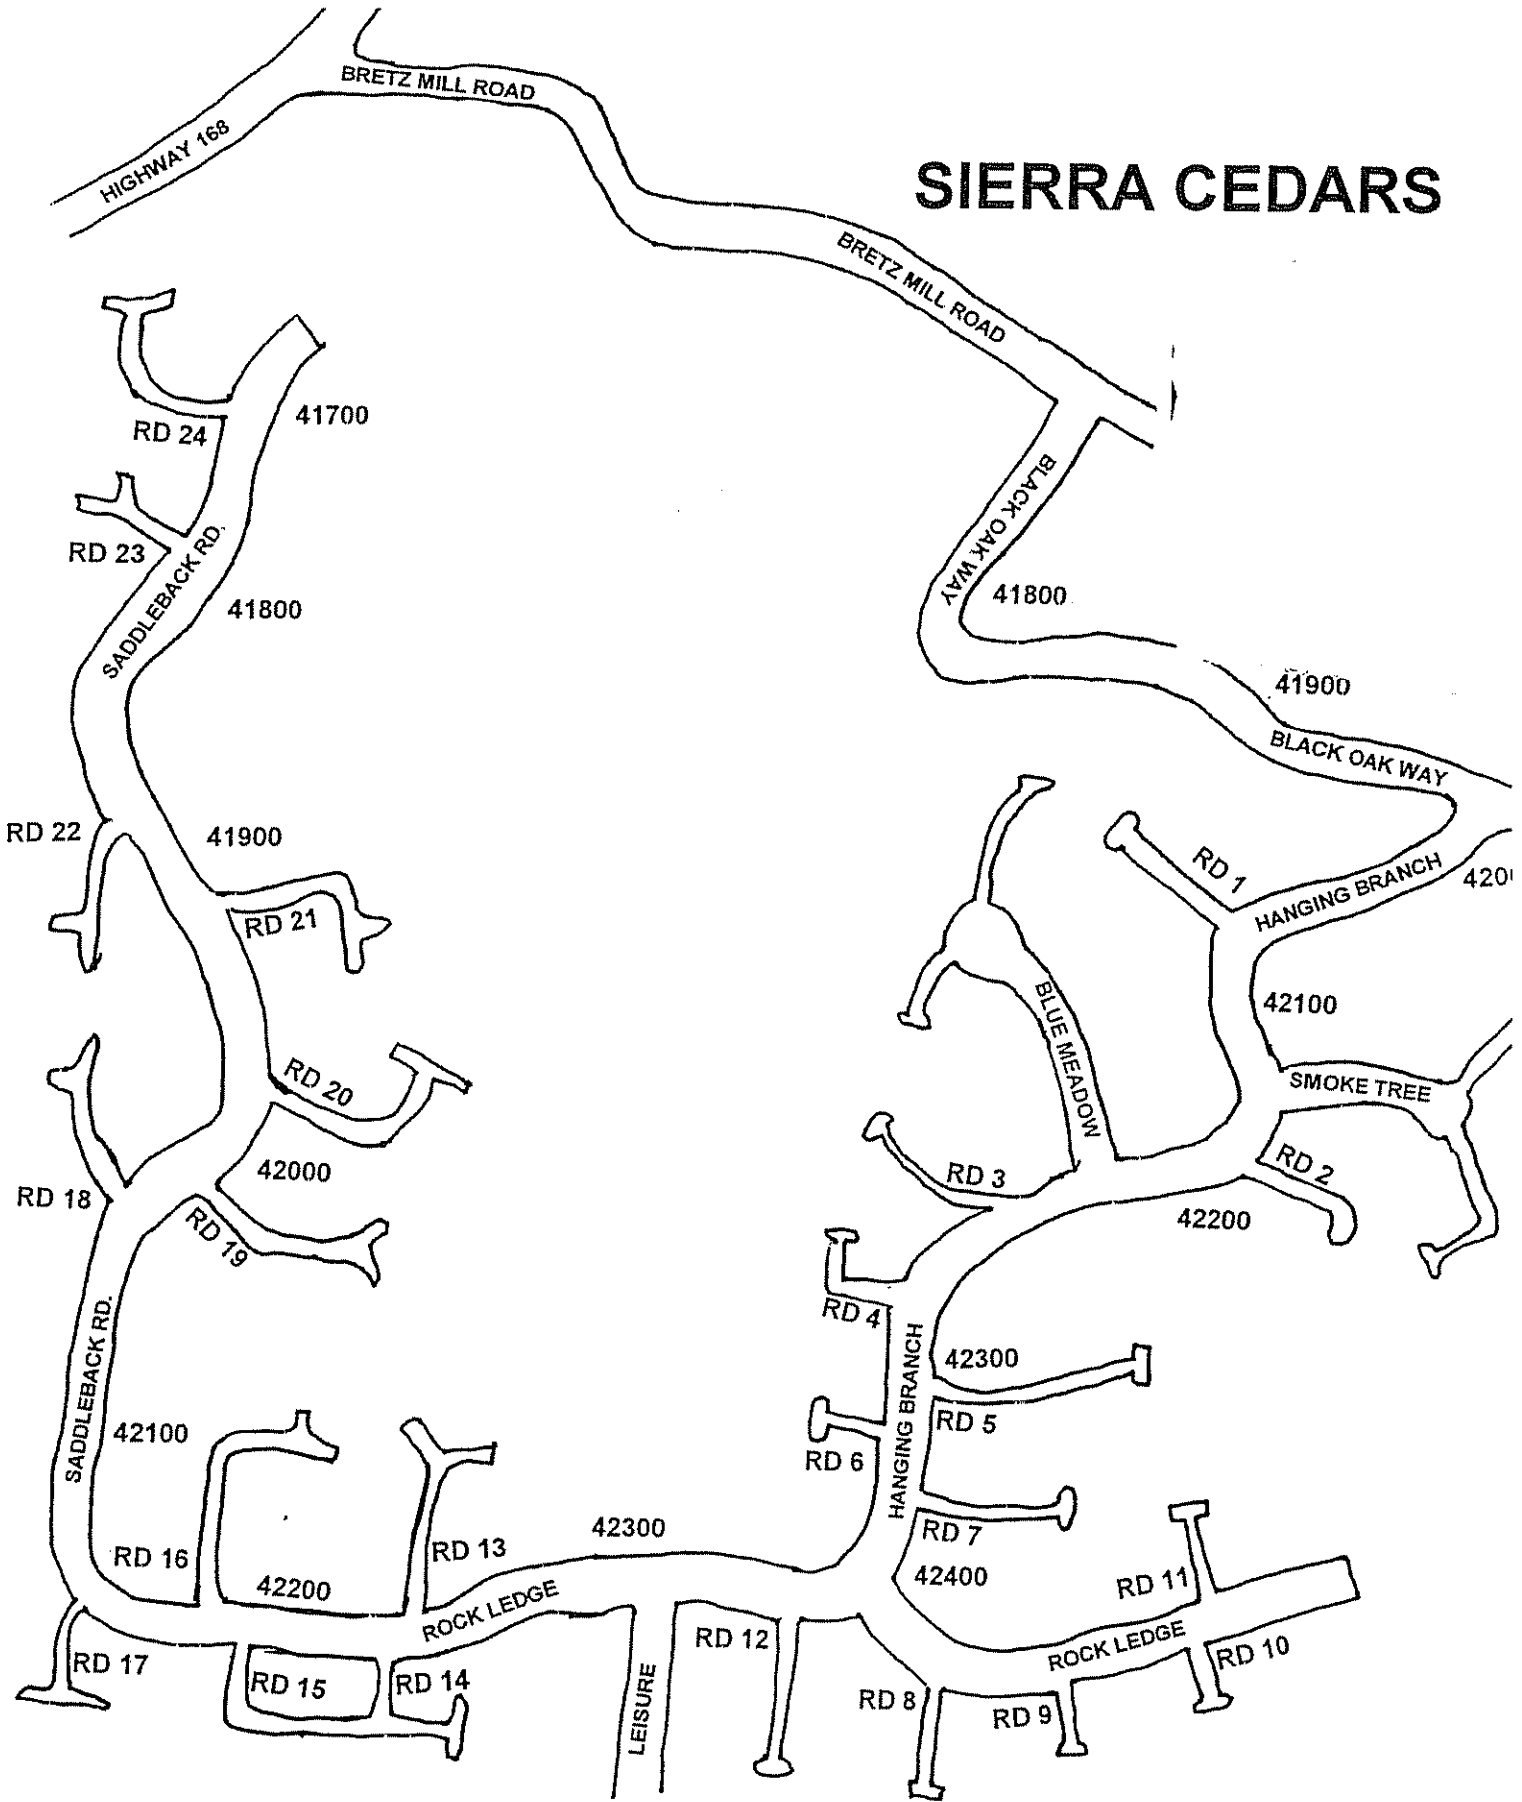 BRETZ MILL ROAD
HIGHWAY 168
SIERRA CEDARS
BRETZ MILL ROAD
41700
RD 24
BLACK OAK WAY
RD 23
SADDLEBACK RD.
41800
41800
41900
BLACK OAK WAY
RD 22
41900
RD 1
HANGING BRANCH
420
RD 21
BLUE MEADOW
42100
RD 20
SMOKE TREE
42000
RD 3
RD 2
RD 18
RD 19
42200
RD 4
SADDLEBACK RD.
HANGING BRANCH
42300
42100
RD 5
RD 6
42300
RD 7
RD 16
RD 13
42200
42400
RD 11
ROCK LEDGE
RD 12
ROCK LEDGE
RD 10
RD 17
RD 15
RD 14
LEISURE
RD 8
RD 9